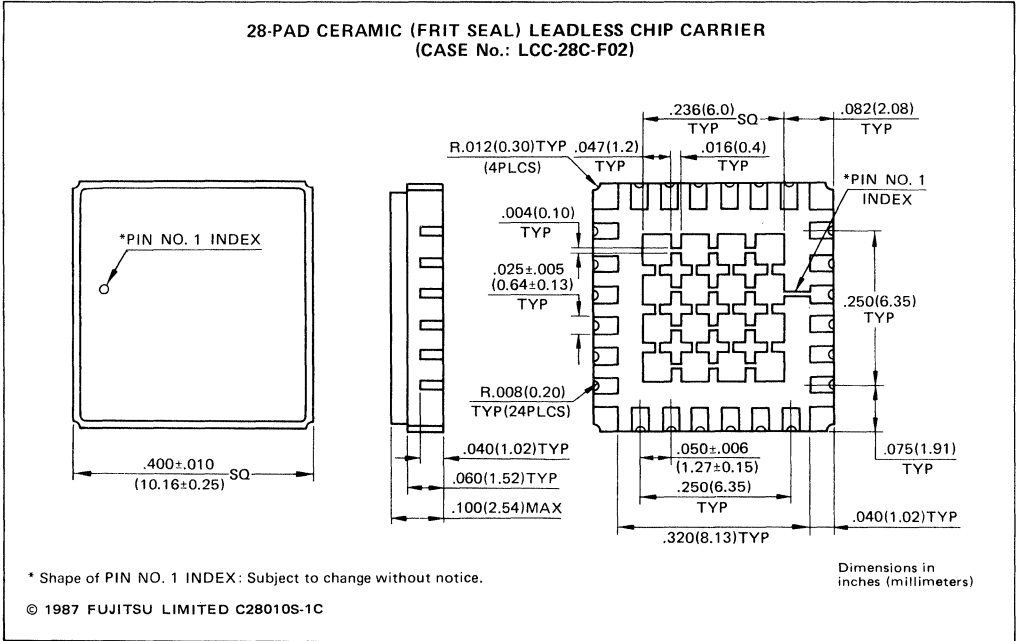 28-PAD CERAMIC (FRIT SEAL) LEADLESS CHIP CARRIER
(CASE No.: LCC-28C-F02)
.236(6.0) SQ
TYP
.082(2.08)
TYP
R.012(0.30)TYP
(4PLCS)
.047(1.2)
TYP
.016(0.4)
TYP
*PIN NO. 1
INDEX
*PIN NO. 1 INDEX
.004(0.10)
TYP
.025±.005
(0.64±0.13)
TYP
.250(6.35)
TYP
R.008(0.20)
TYP(24PLCS)
.400±.010 SQ
(10.16±0.25)
.040(1.02)TYP
.060(1.52)TYP
.100(2.54)MAX
.050±.006
(1.27±0.15)
.250(6.35)
TYP
.320(8.13)TYP
.075(1.91)
TYP
.040(1.02)TYP
* Shape of PIN NO. 1 INDEX: Subject to change without notice.
Dimensions in
inches (millimeters)
© 1987 FUJITSU LIMITED C28010S-1C